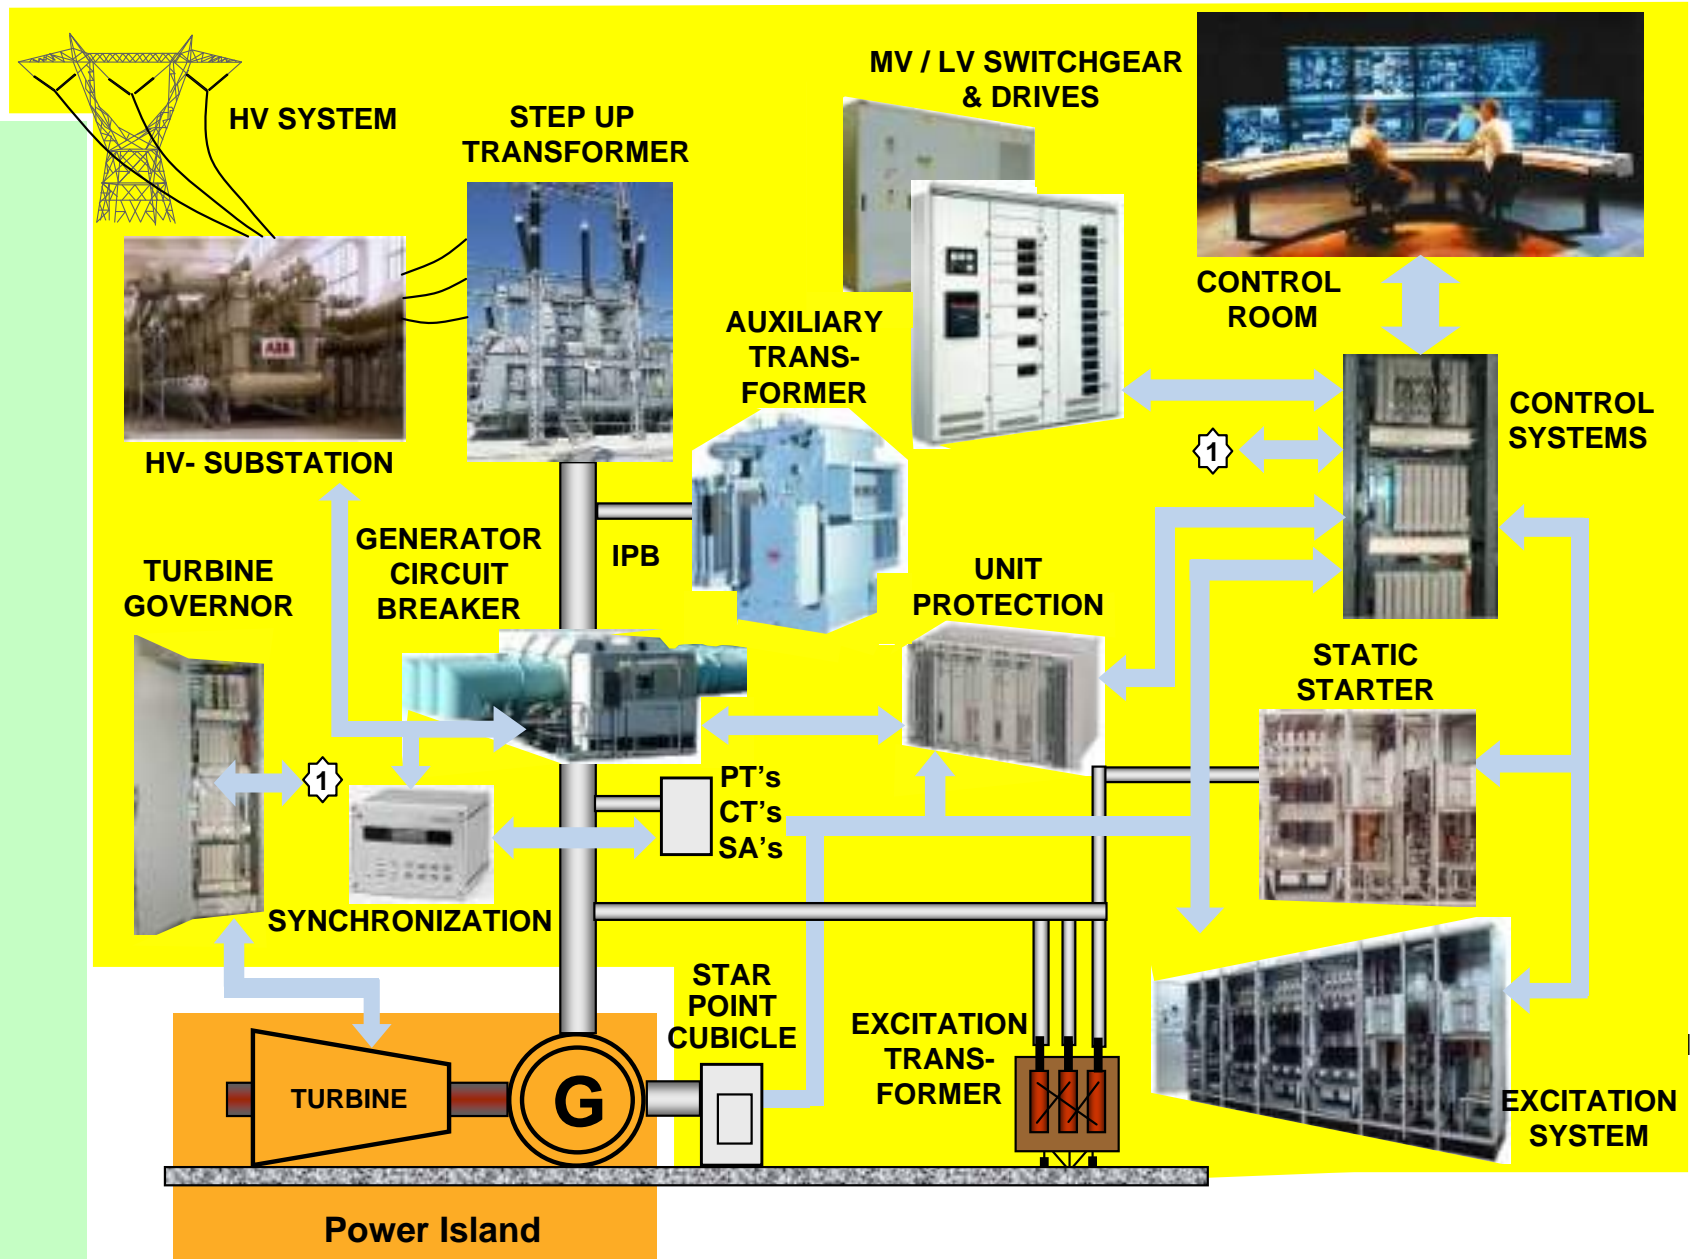 MV / LV SWITCHGEAR
& DRIVES
HV SYSTEM
STEP UP
TRANSFORMER
CONTROL
ROOM
AUXILIARY
TRANS-
FORMER
ABB
CONTROL
SYSTEMS
HV- SUBSTATION
1
GENERATOR
CIRCUIT
BREAKER
IPB
TURBINE
GOVERNOR
UNIT
PROTECTION
STATIC
STARTER
1
PT's
CT's
SA's
SYNCHRONIZATION
STAR
POINT
CUBICLE
EXCITATION
TRANS-
FORMER
TURBINE
G
EXCITATION
SYSTEM
Power Island